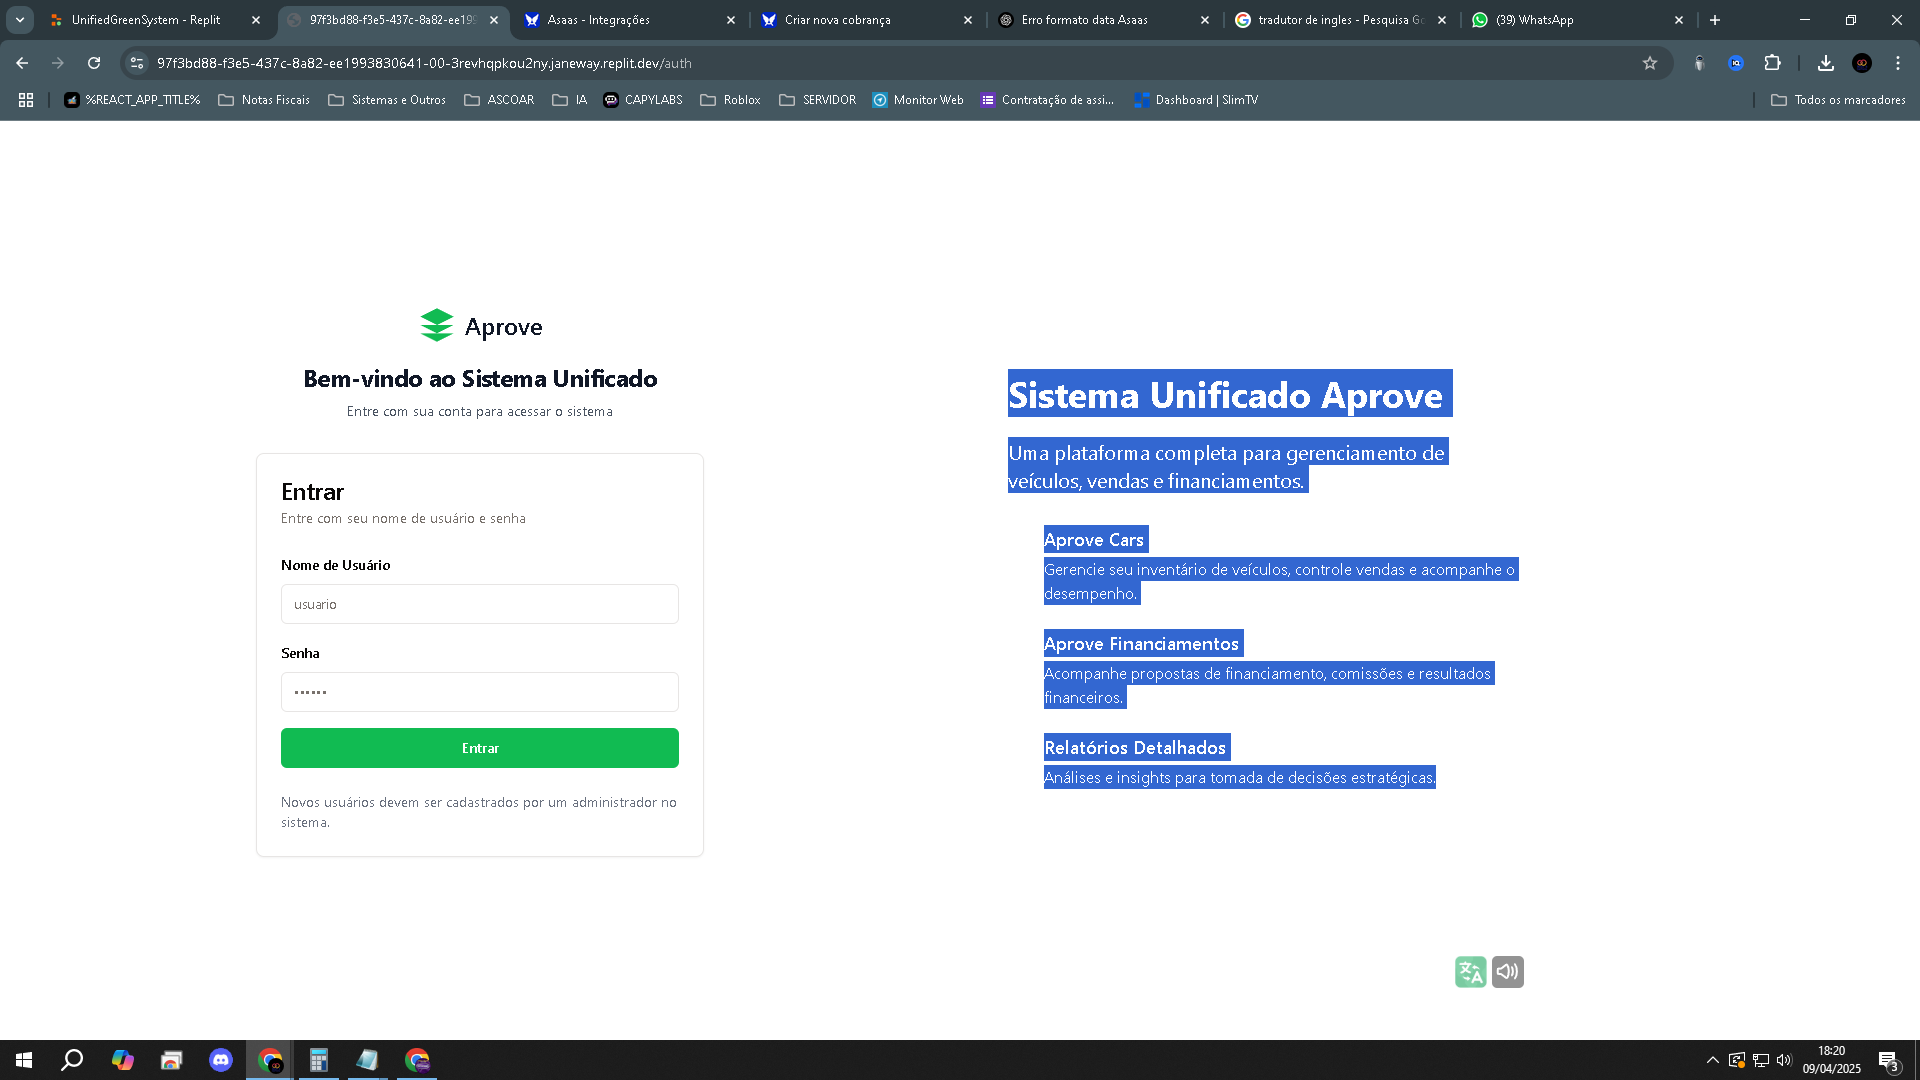 UnifiedGreenSystem - Replit
97f3bd88-f3e5-437c-8a82-ee199
Asaas - Integrações
Criar nova cobrança
Erro formato data Asaas
tradutor de ingles - Pesquisa Go
(39) WhatsApp
97f3bd88-f3e5-437c-8a82-ee1993830641-00-3revhqpkou2ny.janeway.replit.dev/auth
%REACT_APP_TITLE%
Notas Fiscais
Sistemas e Outros
ASCOAR
IA
CAPYLABS
Roblox
SERVIDOR
Monitor Web
Contratação de assi...
Dashboard | SlimTV
Todos os marcadores
Aprove
Bem-vindo ao Sistema Unificado
Entre com sua conta para acessar o sistema
Entrar
Entre com seu nome de usuário e senha
Nome de Usuário
usuario
Senha
••••••
Entrar
Novos usuários devem ser cadastrados por um administrador no
sistema.
Sistema Unificado Aprove
Uma plataforma completa para gerenciamento de
veículos, vendas e financiamentos.
Aprove Cars
Gerencie seu inventário de veículos, controle vendas e acompanhe o
desempenho.
Aprove Financiamentos
Acompanhe propostas de financiamento, comissões e resultados
financeiros.
Relatórios Detalhados
Análises e insights para tomada de decisões estratégicas.
18:20
09/04/2025
3